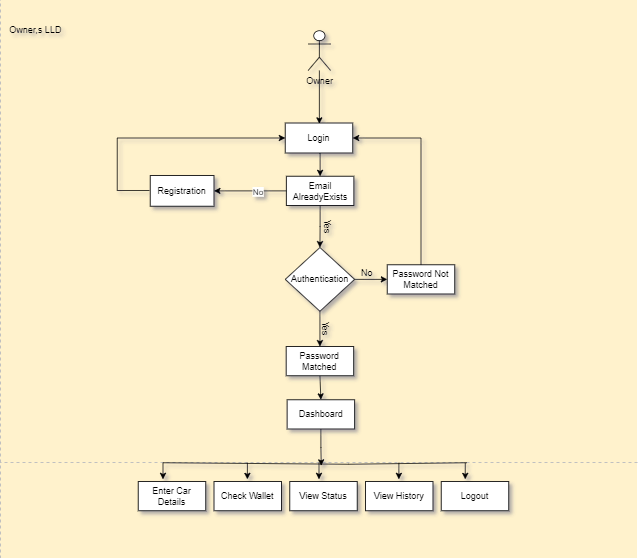 Owner,s LLD
Owner
Login
Email
AlreadyExists
No
Registration
Yes
Authentication
No
Password Not
Matched
Yes
Password
Matched
Dashboard
Enter Car
Details
Check Wallet
View Status
View History
Logout